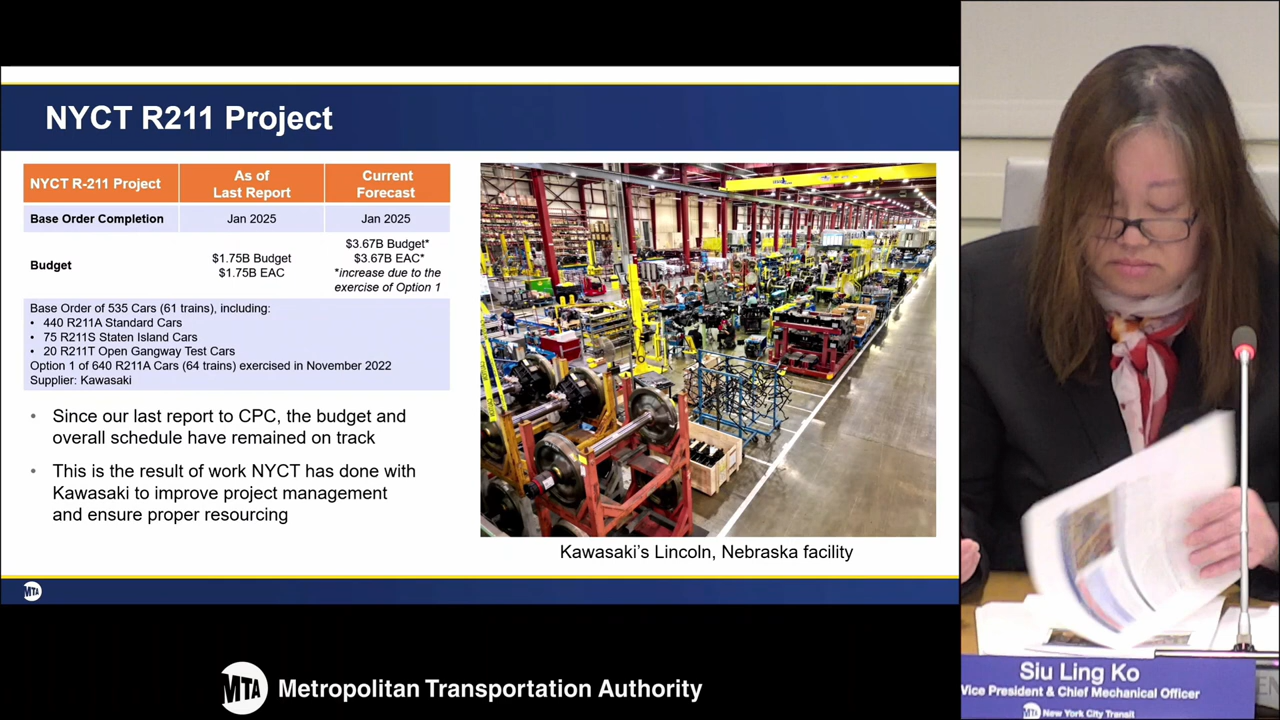 NYCT R211 Project
NYCT R-211 Project
As of
Last Report
Current
Forecast
Base Order Completion
Jan 2025
Jan 2025
Budget
$1.75B Budget
$1.75B EAC
$3.67B Budget*
$3.67B EAC*
*increase due to the
exercise of Option 1
Base Order of 535 Cars (61 trains), including:
• 440 R211A Standard Cars
• 75 R211S Staten Island Cars
• 20 R211T Open Gangway Test Cars
Option 1 of 640 R211A Cars (64 trains) exercised in November 2022
Supplier: Kawasaki
• Since our last report to CPC, the budget and
overall schedule have remained on track
• This is the result of work NYCT has done with
Kawasaki to improve project management
and ensure proper resourcing
Kawasaki's Lincoln, Nebraska facility
MTA
MTA Metropolitan Transportation Authority
Siu Ling Ko
Vice President & Chief Mechanical Officer
MTA New York City Transit